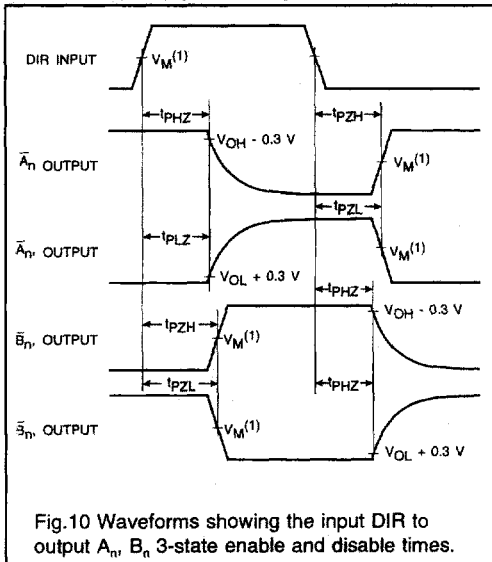 DIR INPUT
VM(1)
tPHZ
tPZH
VOH - 0.3 V
Ān OUTPUT
VM(1)
tPZL
tPLZ
Ān, OUTPUT
VM(1)
VOL + 0.3 V
tPHZ
VOH - 0.3 V
tPZH
B̄n, OUTPUT
VM(1)
tPZL
tPHZ
B̄n, OUTPUT
VM(1)
VOL + 0.3 V
Fig.10 Waveforms showing the input DIR to
output An, Bn 3-state enable and disable times.